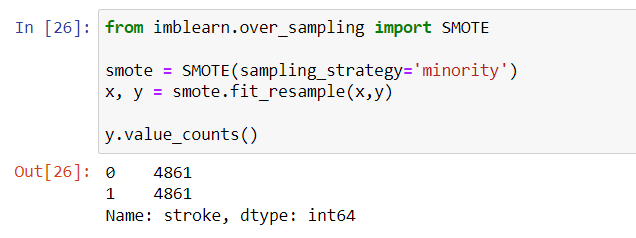 In [26]: from imblearn.over_sampling import SMOTE
smote = SMOTE(sampling_strategy='minority')
x, y = smote.fit_resample(x,y)
y.value_counts()
Out[26]: 0    4861
1    4861
Name: stroke, dtype: int64